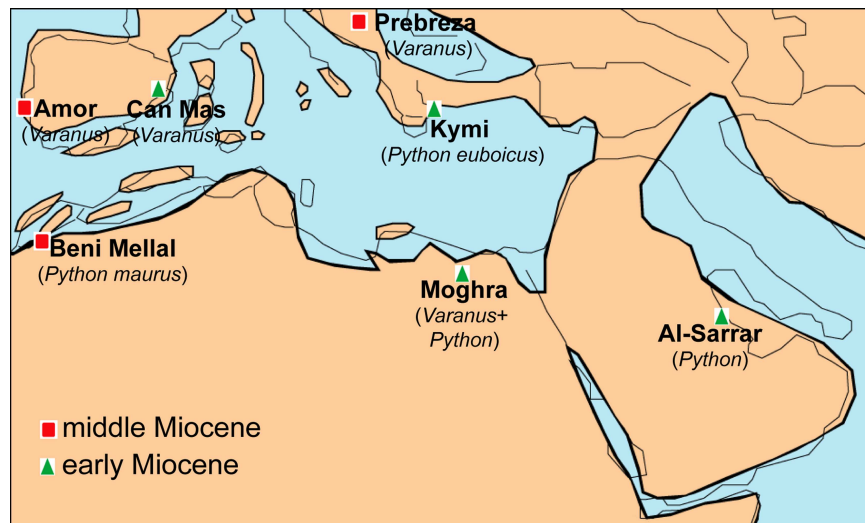 Prebreza
(Varanus)
Amor
(Varanus)
Can Mas
(Varanus)
Kymi
(Python euboicus)
Beni Mellal
(Python maurus)
Moghra
(Varanus+
Python)
Al-Sarrar
(Python)
middle Miocene
early Miocene